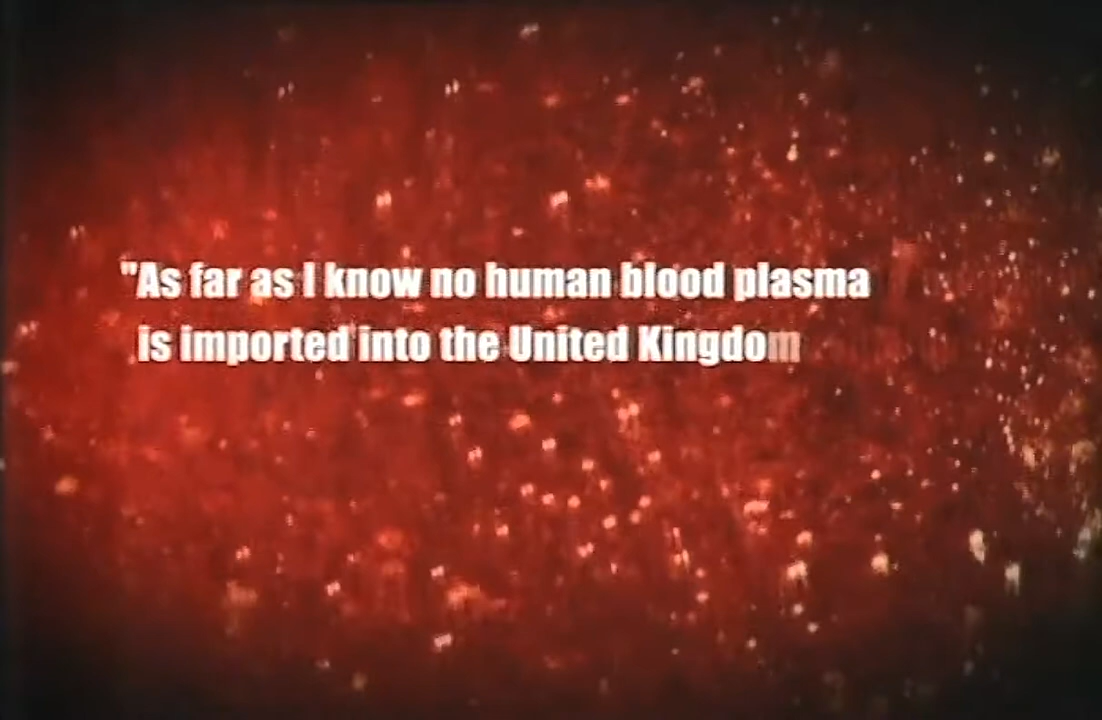 "As far as I know no human blood plasma
is imported into the United Kingdom